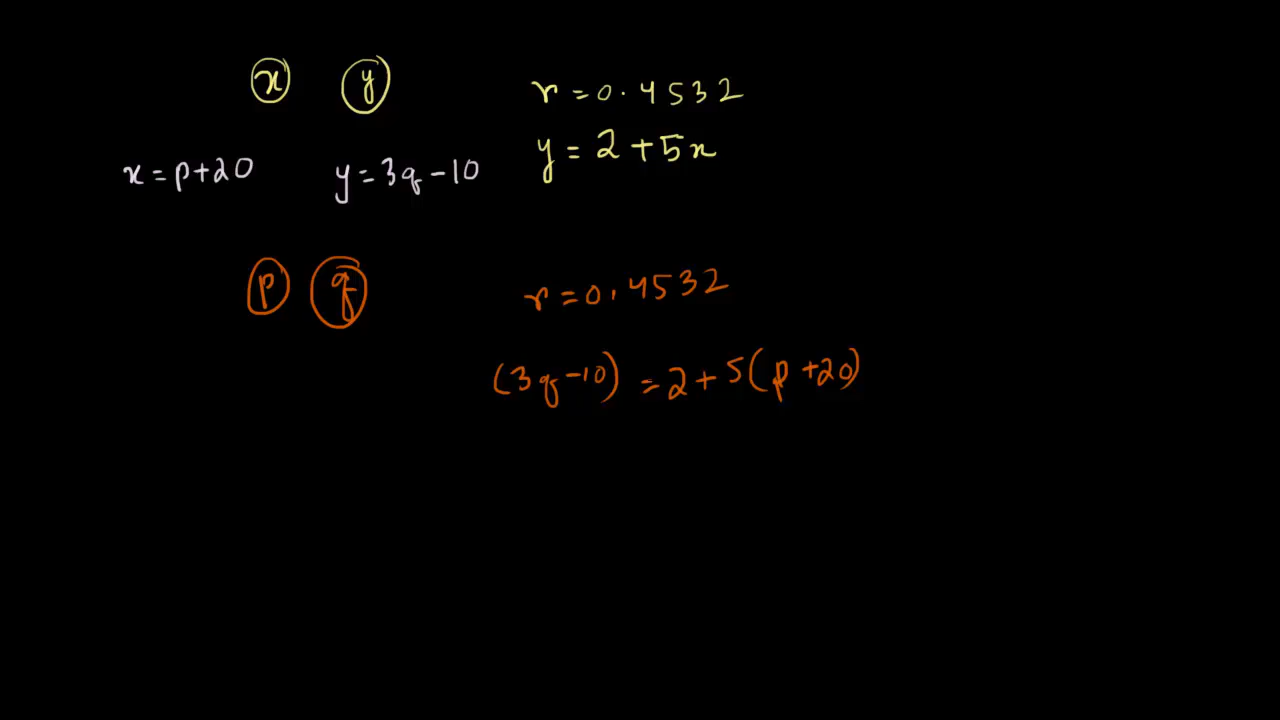 x y r = 0.4532
y = 2 + 5x
x = p + 20 y = 3q - 10
p q r = 0.4532
(3q - 10) = 2 + 5(p + 20)